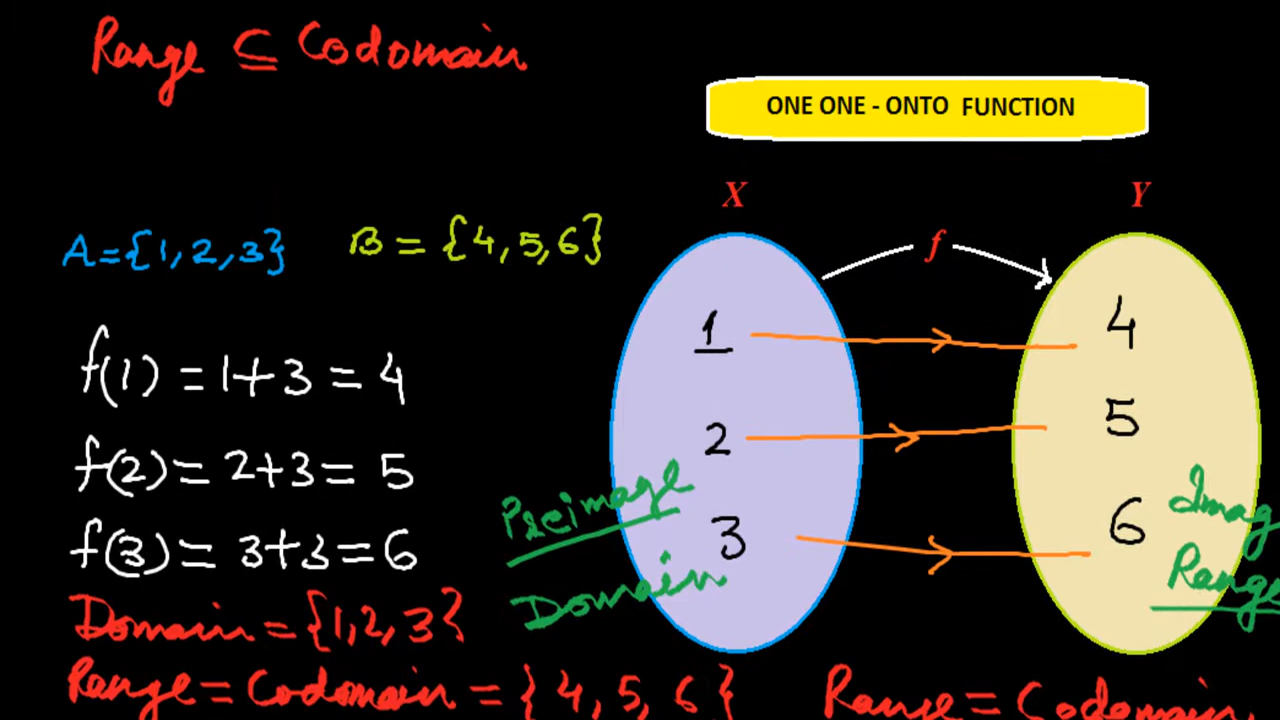 Range ⊆ Codomain
ONE ONE - ONTO FUNCTION
A={1,2,3}
B = {4,5,6}
X
f
Y
f(1) = 1+3 = 4
f(2) = 2+3 = 5
f(3) = 3+3 = 6
1
2
3
4
5
6
Preimage
Domain
Imag
Range
Domain = {1,2,3}
Range = Codomain = {4,5,6}
Range = Codomain.